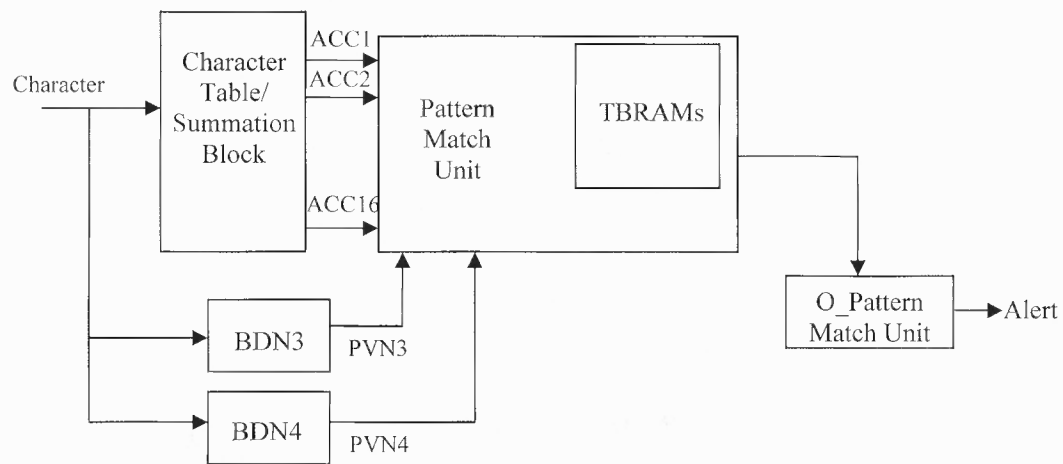 Character
Character
Table/
Summation
Block
ACC1
ACC2
ACC16
Pattern
Match
Unit
TBRAMs
BDN3
PVN3
BDN4
PVN4
O_Pattern
Match Unit
Alert